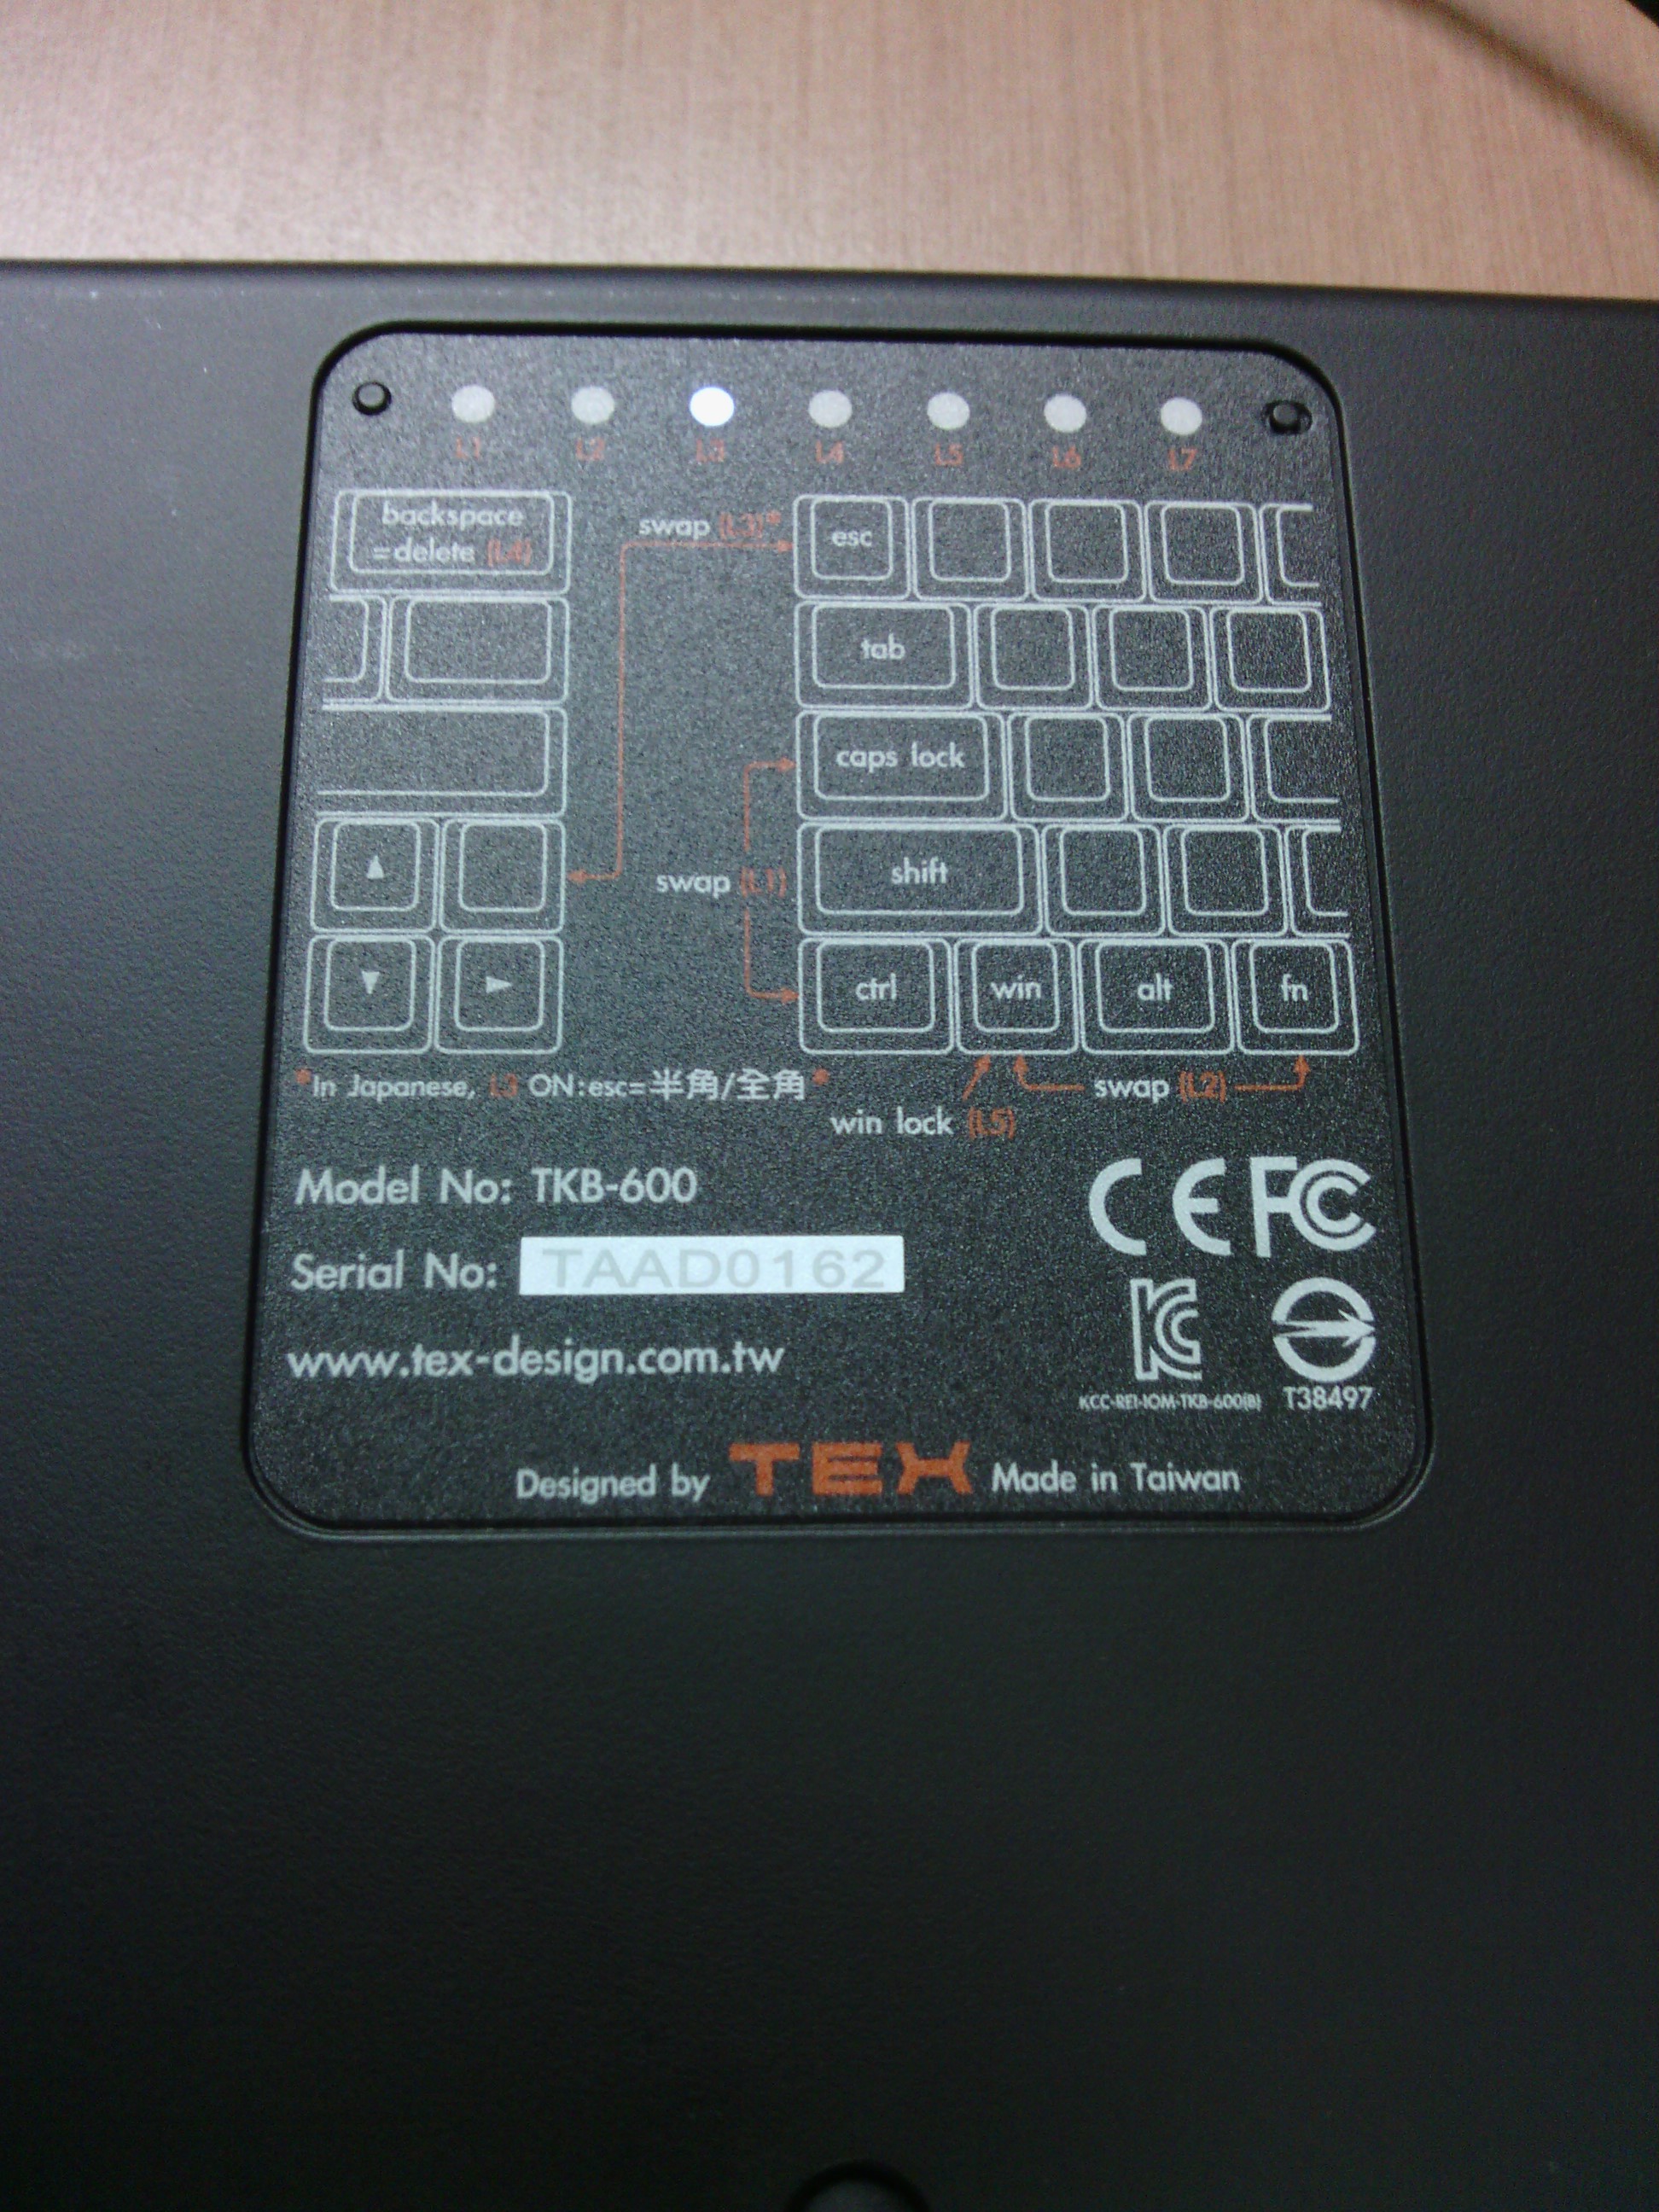 L1 L2 L3 L4 L5 L6 L7
backspace
=delete (L4)
swap (L3)*
esc
tab
caps lock
swap (L1)
shift
ctrl win alt fn
*In Japanese, L3 ON:esc=半角/全角*
swap (L2)
win lock (L5)
Model No: TKB-600
Serial No: TAAD0162
www.tex-design.com.tw
CE FC
KC
KCC-REI-IOM-TKB-600(B)
T38497
Designed by TEX Made in Taiwan